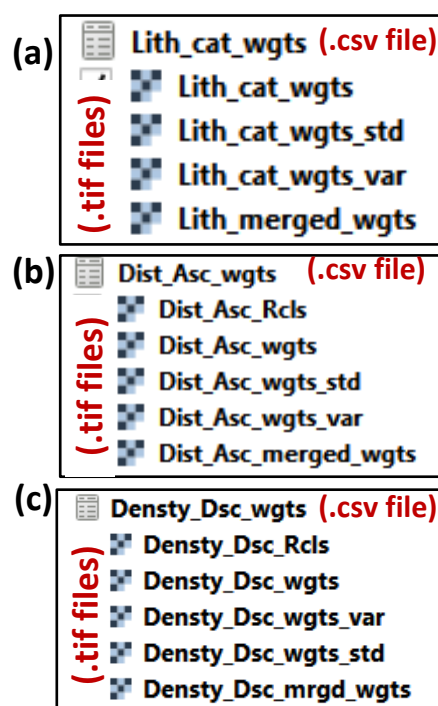 (a)
Lith_cat_wgts (.csv file)
(.tif files)
Lith_cat_wgts
Lith_cat_wgts_std
Lith_cat_wgts_var
Lith_merged_wgts
(b)
Dist_Asc_wgts (.csv file)
(.tif files)
Dist_Asc_Rcls
Dist_Asc_wgts
Dist_Asc_wgts_std
Dist_Asc_wgts_var
Dist_Asc_merged_wgts
(c)
Densty_Dsc_wgts (.csv file)
(.tif files)
Densty_Dsc_Rcls
Densty_Dsc_wgts
Densty_Dsc_wgts_var
Densty_Dsc_wgts_std
Densty_Dsc_mrgd_wgts